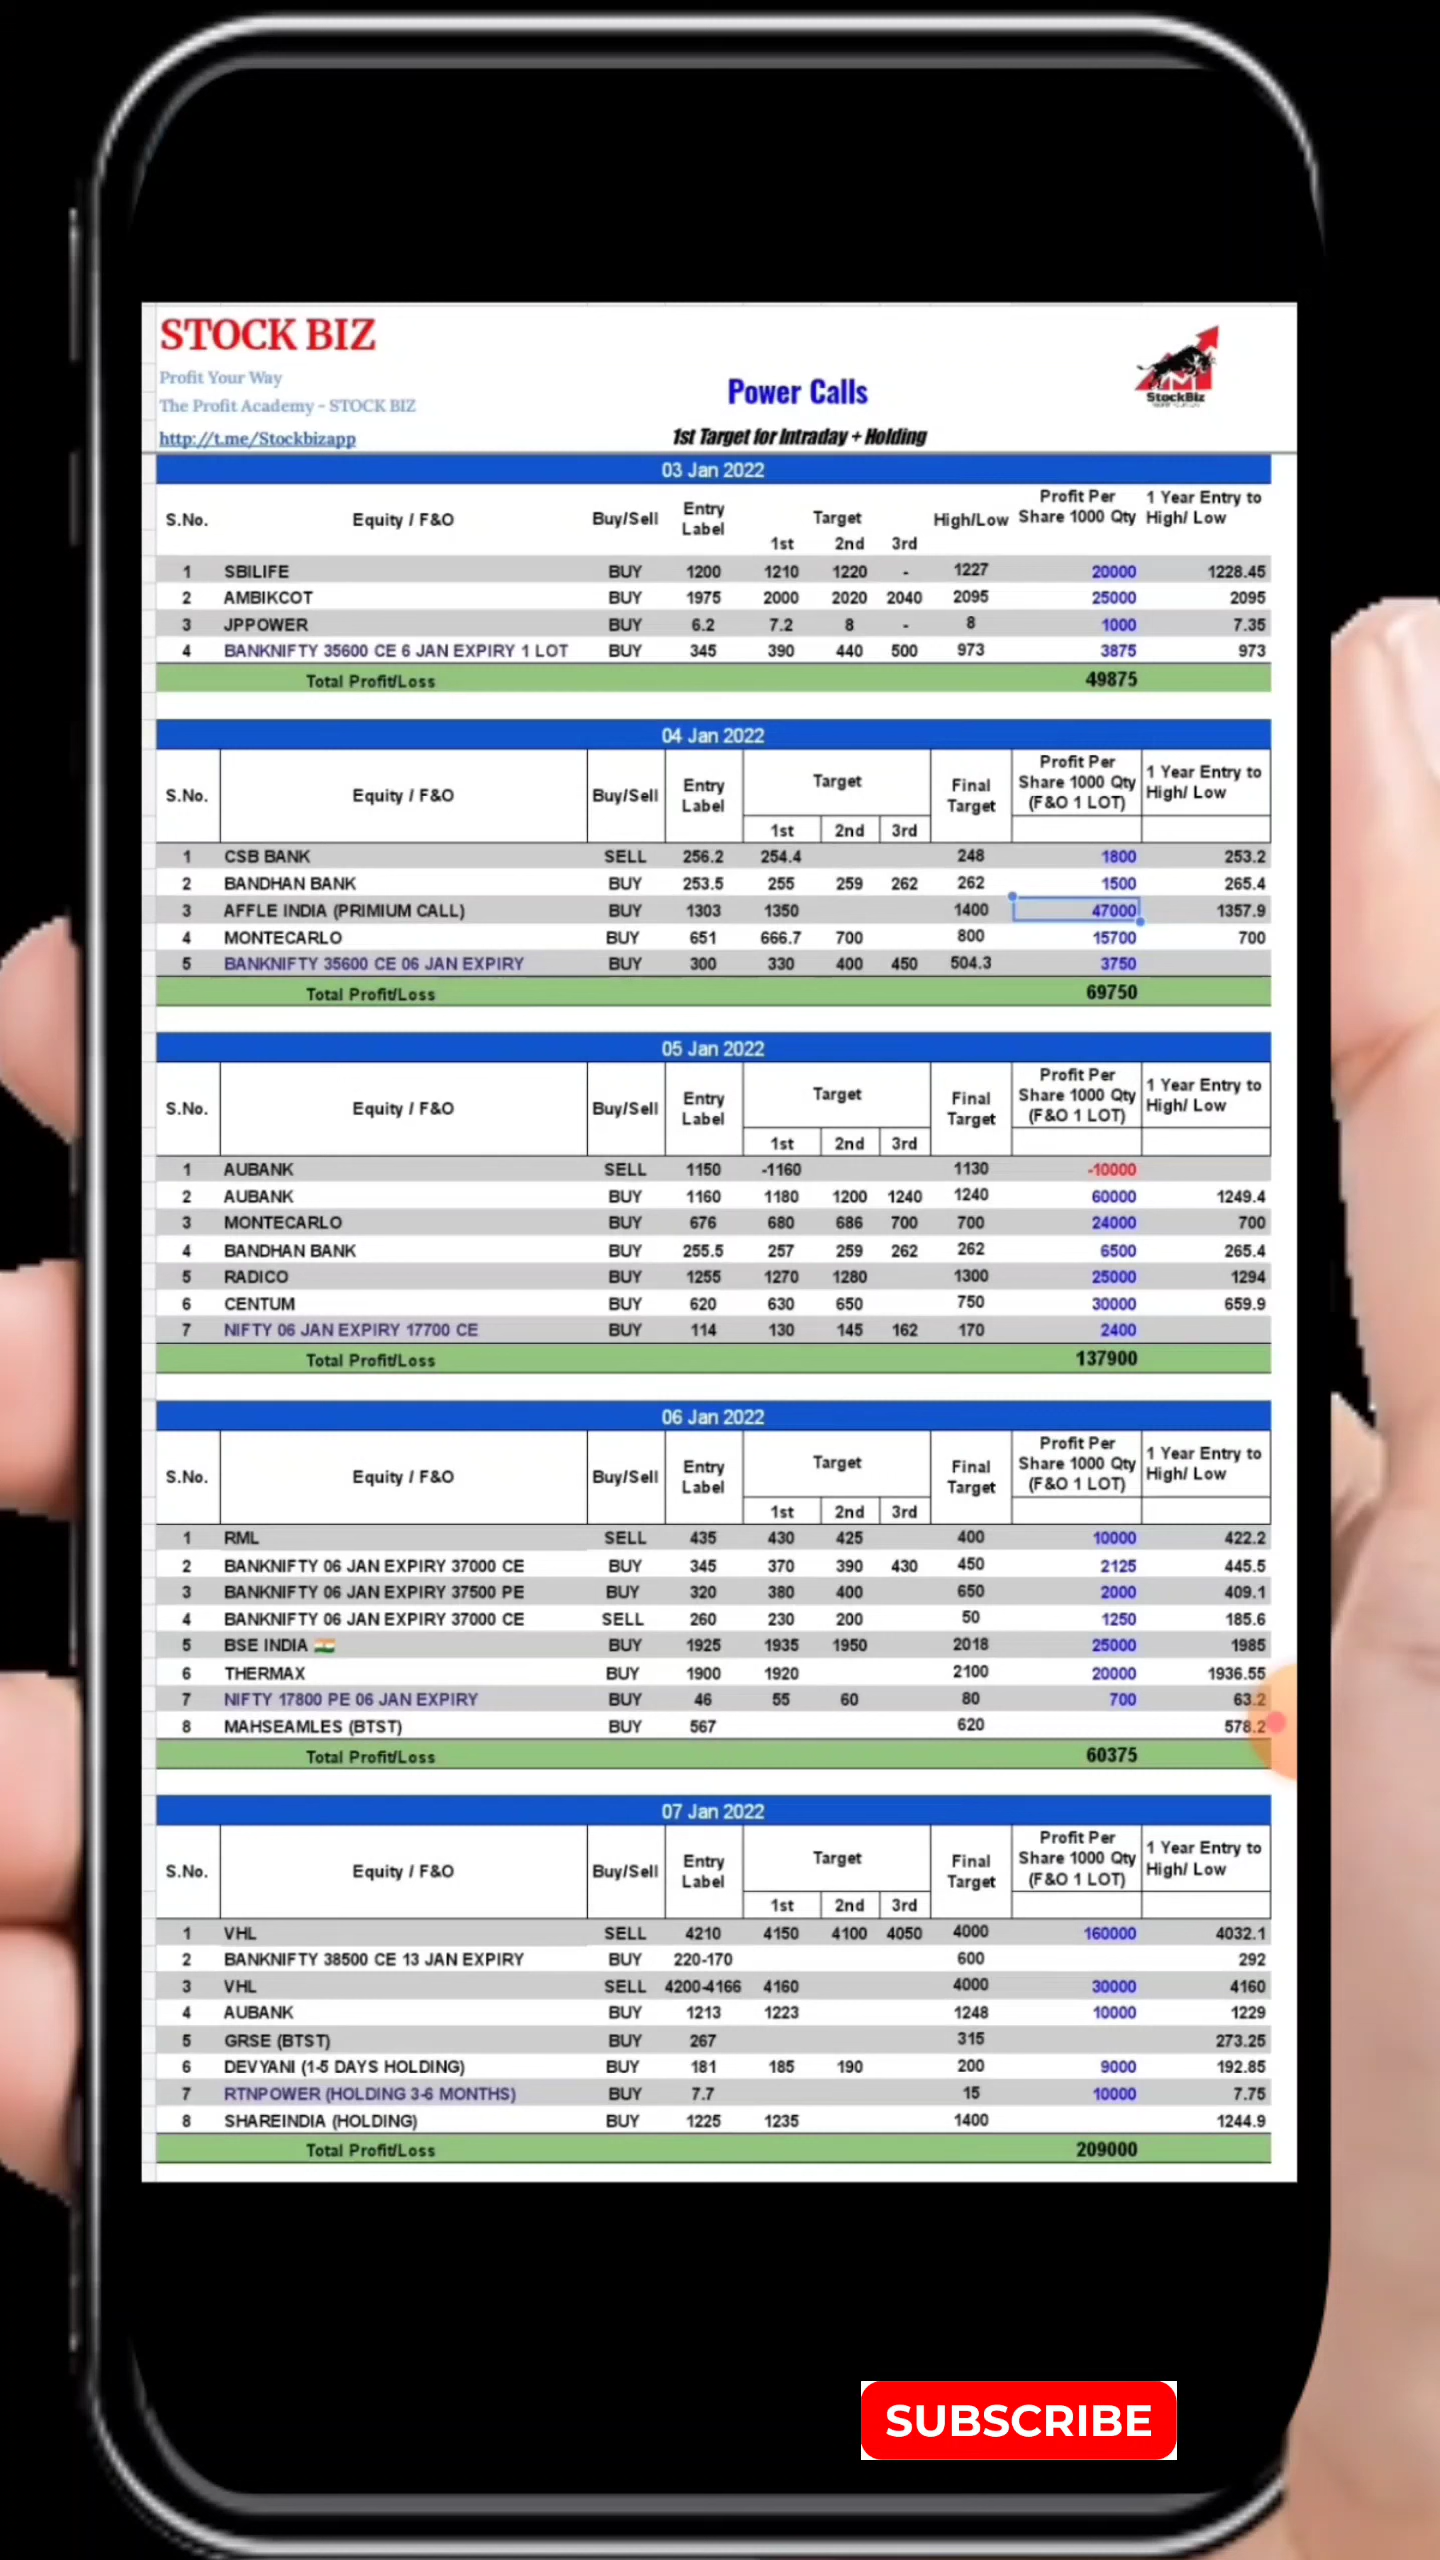 STOCK BIZ
Profit Your Way
The Profit Academy - STOCK BIZ
http://t.me/Stockbizapp
Power Calls
1st Target for Intraday + Holding
StockBiz
03 Jan 2022
S.No. Equity / F&O Buy/Sell Entry Label Target High/Low Profit Per Share 1000 Qty 1 Year Entry to High/ Low
1st 2nd 3rd
1 SBILIFE BUY 1200 1210 1220 - 1227 20000 1228.45
2 AMBIKCOT BUY 1975 2000 2020 2040 2095 25000 2095
3 JPPOWER BUY 6.2 7.2 8 - 8 1000 7.35
4 BANKNIFTY 35600 CE 6 JAN EXPIRY 1 LOT BUY 345 390 440 500 973 3875 973
Total Profit/Loss 49875
04 Jan 2022
S.No. Equity / F&O Buy/Sell Entry Label Target Final Target Profit Per Share 1000 Qty (F&O 1 LOT) 1 Year Entry to High/ Low
1st 2nd 3rd
1 CSB BANK SELL 256.2 254.4 248 1800 253.2
2 BANDHAN BANK BUY 253.5 255 259 262 262 1500 265.4
3 AFFLE INDIA (PRIMIUM CALL) BUY 1303 1350 1400 47000 1357.9
4 MONTECARLO BUY 651 666.7 700 800 15700 700
5 BANKNIFTY 35600 CE 06 JAN EXPIRY BUY 300 330 400 450 504.3 3750
Total Profit/Loss 69750
05 Jan 2022
S.No. Equity / F&O Buy/Sell Entry Label Target Final Target Profit Per Share 1000 Qty (F&O 1 LOT) 1 Year Entry to High/ Low
1st 2nd 3rd
1 AUBANK SELL 1150 -1160 1130 -10000
2 AUBANK BUY 1160 1180 1200 1240 1240 60000 1249.4
3 MONTECARLO BUY 676 680 686 700 700 24000 700
4 BANDHAN BANK BUY 255.5 257 259 262 262 6500 265.4
5 RADICO BUY 1255 1270 1280 1300 25000 1294
6 CENTUM BUY 620 630 650 750 30000 659.9
7 NIFTY 06 JAN EXPIRY 17700 CE BUY 114 130 145 162 170 2400
Total Profit/Loss 137900
06 Jan 2022
S.No. Equity / F&O Buy/Sell Entry Label Target Final Target Profit Per Share 1000 Qty (F&O 1 LOT) 1 Year Entry to High/ Low
1st 2nd 3rd
1 RML SELL 435 430 425 400 10000 422.2
2 BANKNIFTY 06 JAN EXPIRY 37000 CE BUY 345 370 390 430 450 2125 445.5
3 BANKNIFTY 06 JAN EXPIRY 37500 PE BUY 320 380 400 650 2000 409.1
4 BANKNIFTY 06 JAN EXPIRY 37000 CE SELL 260 230 200 50 1250 185.6
5 BSE INDIA 🇮🇳 BUY 1925 1935 1950 2018 25000 1985
6 THERMAX BUY 1900 1920 2100 20000 1936.55
7 NIFTY 17800 PE 06 JAN EXPIRY BUY 46 55 60 80 700 63.2
8 MAHSEAMLES (BTST) BUY 567 620 578.2
Total Profit/Loss 60375
07 Jan 2022
S.No. Equity / F&O Buy/Sell Entry Label Target Final Target Profit Per Share 1000 Qty (F&O 1 LOT) 1 Year Entry to High/ Low
1st 2nd 3rd
1 VHL SELL 4210 4150 4100 4050 4000 160000 4032.1
2 BANKNIFTY 38500 CE 13 JAN EXPIRY BUY 220-170 600 292
3 VHL SELL 4200-4166 4160 4000 30000 4160
4 AUBANK BUY 1213 1223 1248 10000 1229
5 GRSE (BTST) BUY 267 315 273.25
6 DEVYANI (1-5 DAYS HOLDING) BUY 181 185 190 200 9000 192.85
7 RTNPOWER (HOLDING 3-6 MONTHS) BUY 7.7 15 10000 7.75
8 SHAREINDIA (HOLDING) BUY 1225 1235 1400 1244.9
Total Profit/Loss 209000
SUBSCRIBE